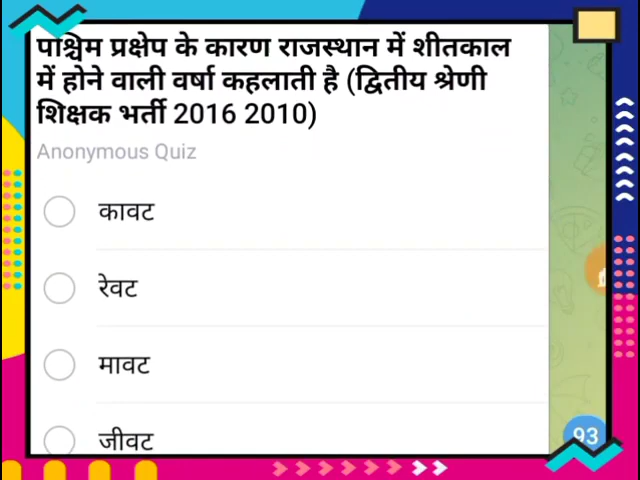 पाश्चिम प्रक्षेप के कारण राजस्थान में शीतकाल
में होने वाली वर्षा कहलाती है (द्वितीय श्रेणी
शिक्षक भर्ती 2016 2010)
Anonymous Quiz
कावट
रेवट
मावट
जीवट
93